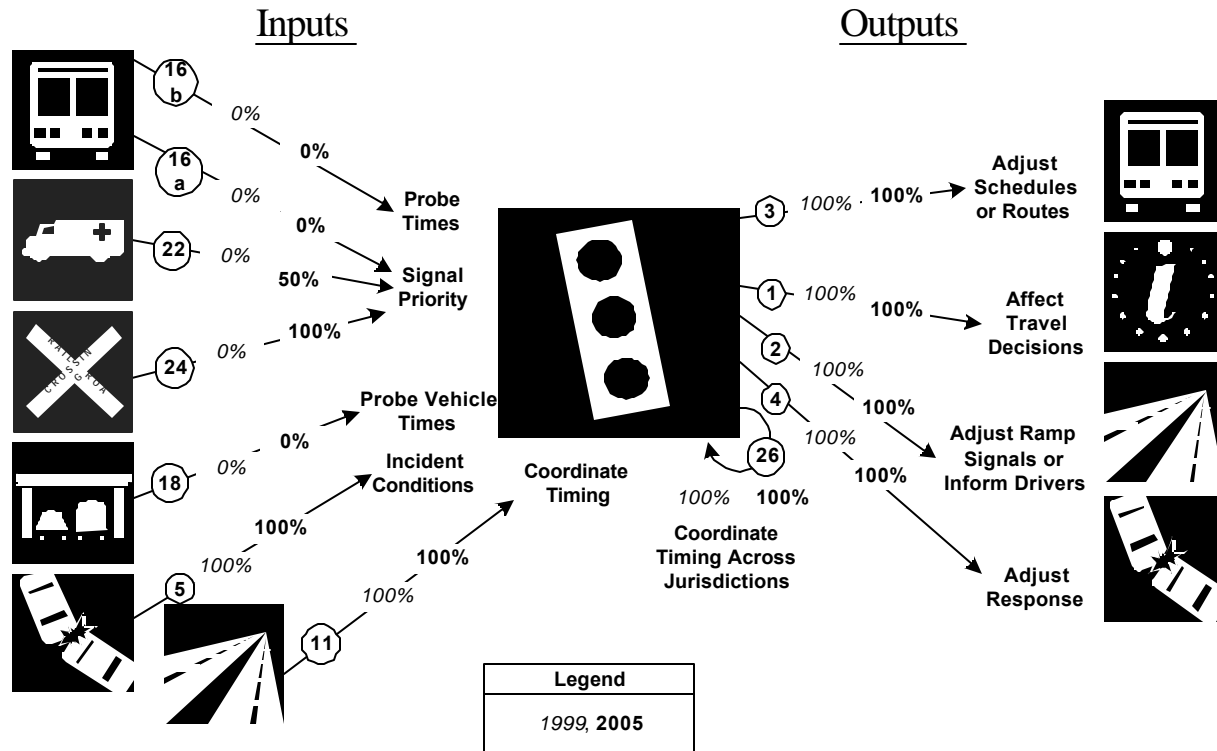 Inputs
Outputs
16
b
0%
0%
Probe
Times
16
a
0%
0%
Signal
Priority
22
0%
50%
24
0%
100%
RAILROAD
CROSSING
18
0%
0%
Probe Vehicle
Times
5
100%
100%
Incident
Conditions
11
100%
100%
Coordinate
Timing
3
100%
100%
Adjust
Schedules
or Routes
1
100%
100%
Affect
Travel
Decisions
i
2
100%
100%
Adjust Ramp
Signals or
Inform Drivers
4
100%
100%
Adjust
Response
26
100%
100%
Coordinate
Timing Across
Jurisdictions
Legend
1999, 2005